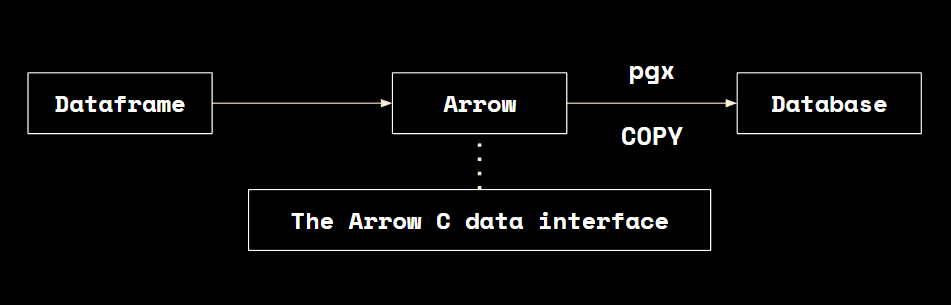 pgx
Dataframe
Arrow
Database
COPY
The Arrow C data interface